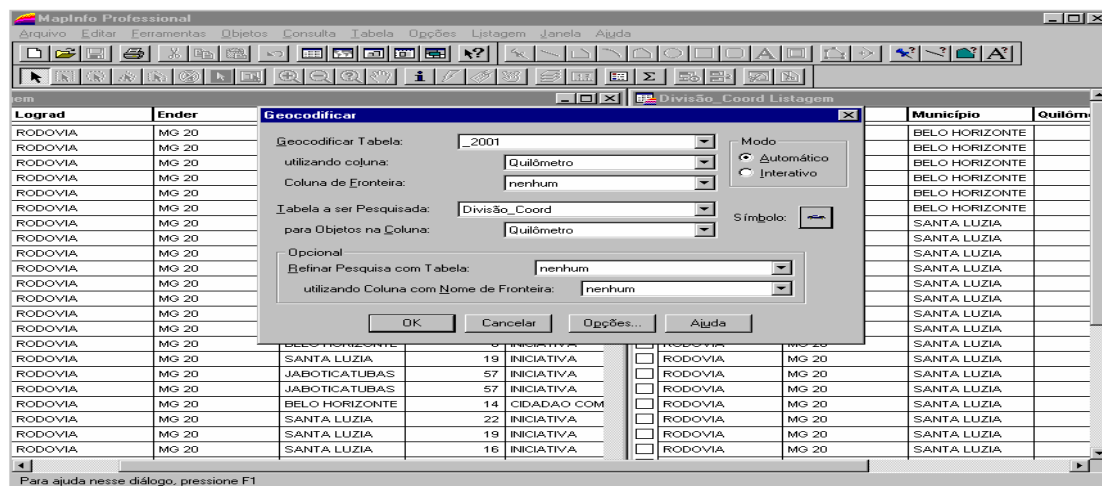 MapInfo Professional
Arquivo Editar Ferramentas Objetos Consulta Tabela Opções Listagem Janela Ajuda
em
Divisão_Coord Listagem
Lograd Ender Município Quilôm
Geocodificar
Geocodificar Tabela: _2001
utilizando coluna: Quilômetro
Coluna de Fronteira: nenhum
Modo
Automático
Interativo
Tabela a ser Pesquisada: Divisão_Coord
para Objetos na Coluna: Quilômetro
Símbolo:
Opcional
Refinar Pesquisa com Tabela: nenhum
utilizando Coluna com Nome de Fronteira: nenhum
OK Cancelar Opções... Ajuda
RODOVIA MG 20 BELO HORIZONTE
RODOVIA MG 20 BELO HORIZONTE
RODOVIA MG 20 BELO HORIZONTE
RODOVIA MG 20 BELO HORIZONTE
RODOVIA MG 20 BELO HORIZONTE
RODOVIA MG 20 BELO HORIZONTE
RODOVIA MG 20 SANTA LUZIA
RODOVIA MG 20 SANTA LUZIA
RODOVIA MG 20 SANTA LUZIA
RODOVIA MG 20 SANTA LUZIA
RODOVIA MG 20 SANTA LUZIA
RODOVIA MG 20 SANTA LUZIA
RODOVIA MG 20 SANTA LUZIA
RODOVIA MG 20 SANTA LUZIA
RODOVIA MG 20 RODOVIA MG 20 SANTA LUZIA
RODOVIA MG 20 SANTA LUZIA 19 INICIATIVA RODOVIA MG 20 SANTA LUZIA
RODOVIA MG 20 JABOTICATUBAS 57 INICIATIVA RODOVIA MG 20 SANTA LUZIA
RODOVIA MG 20 JABOTICATUBAS 57 INICIATIVA RODOVIA MG 20 SANTA LUZIA
RODOVIA MG 20 BELO HORIZONTE 14 CIDADAO COM RODOVIA MG 20 SANTA LUZIA
RODOVIA MG 20 SANTA LUZIA 22 INICIATIVA RODOVIA MG 20 SANTA LUZIA
RODOVIA MG 20 SANTA LUZIA 19 INICIATIVA RODOVIA MG 20 SANTA LUZIA
RODOVIA MG 20 SANTA LUZIA 16 INICIATIVA RODOVIA MG 20 SANTA LUZIA
Para ajuda nesse diálogo, pressione F1